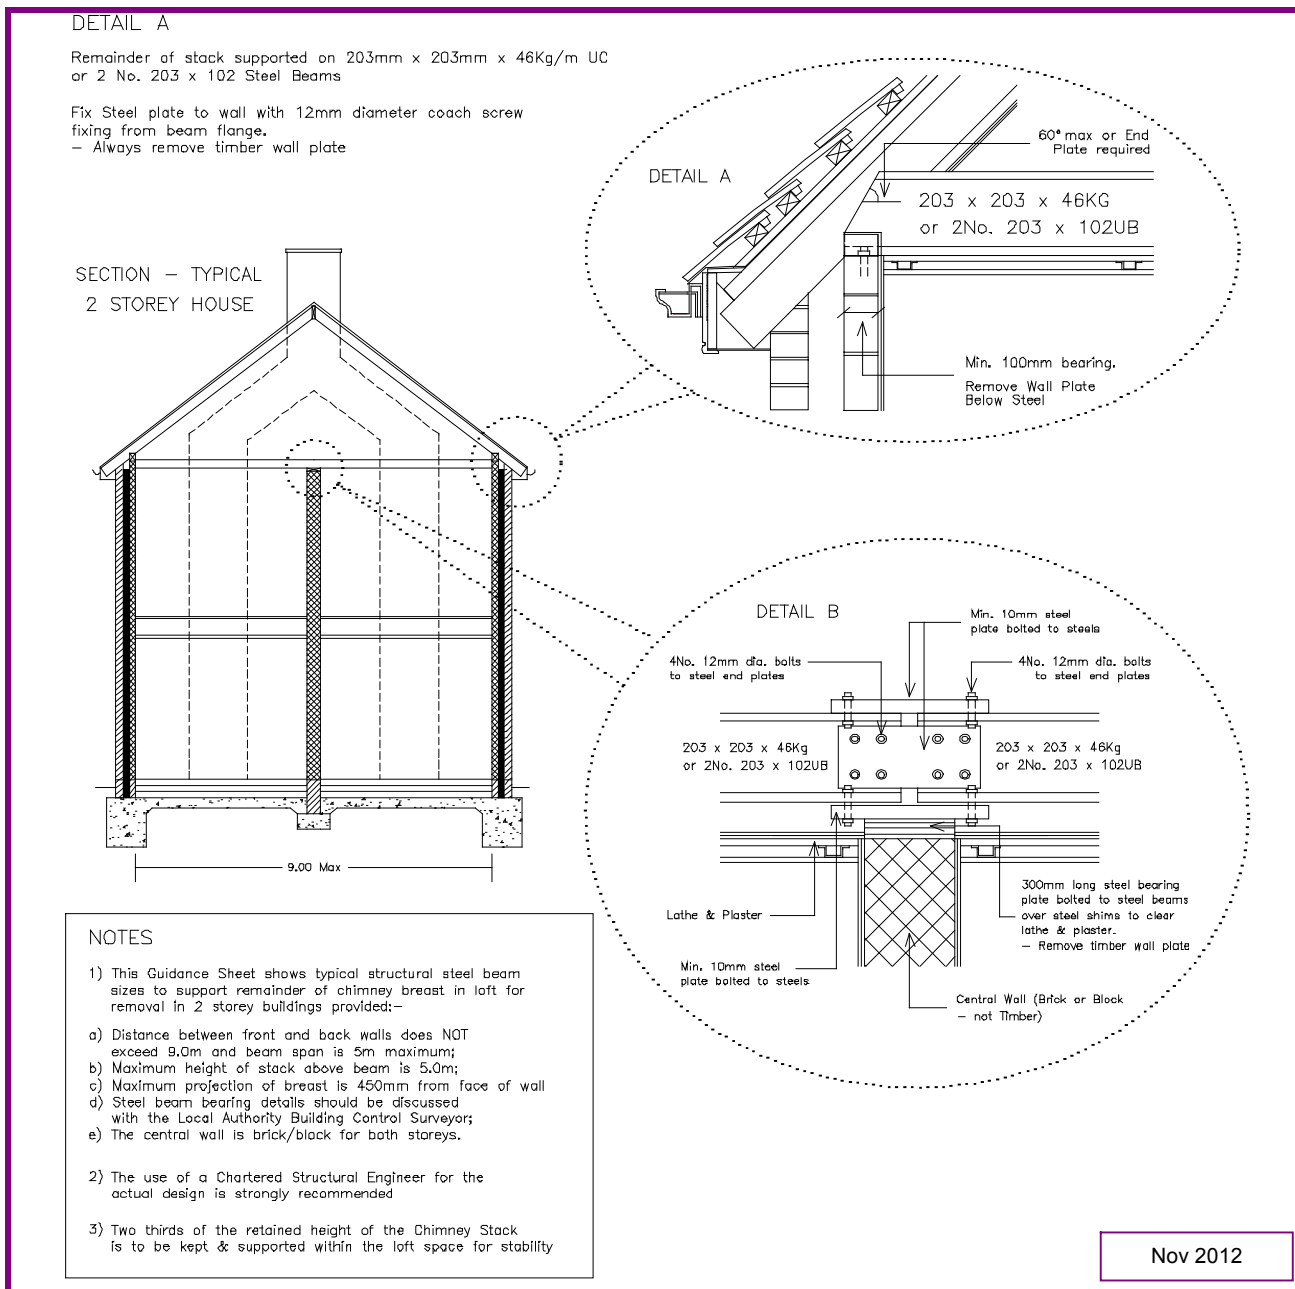 DETAIL A
Remainder of stack supported on 203mm x 203mm x 46Kg/m UC
or 2 No. 203 x 102 Steel Beams
Fix Steel plate to wall with 12mm diameter coach screw
fixing from beam flange.
– Always remove timber wall plate
SECTION – TYPICAL
2 STOREY HOUSE
9.00 Max
DETAIL A
60° max or End
Plate required
203 x 203 x 46KG
or 2No. 203 x 102UB
Min. 100mm bearing.
Remove Wall Plate
Below Steel
DETAIL B
Min. 10mm steel
plate bolted to steels
4No. 12mm dia. bolts
to steel end plates
4No. 12mm dia. bolts
to steel end plates
203 x 203 x 46Kg
or 2No. 203 x 102UB
203 x 203 x 46Kg
or 2No. 203 x 102UB
Lathe & Plaster
Min. 10mm steel
plate bolted to steels
300mm long steel bearing
plate bolted to steel beams
over steel shims to clear
lathe & plaster.
– Remove timber wall plate
Central Wall (Brick or Block
– not Timber)
NOTES
1) This Guidance Sheet shows typical structural steel beam
sizes to support remainder of chimney breast in loft for
removal in 2 storey buildings provided:–
a) Distance between front and back walls does NOT
exceed 9.0m and beam span is 5m maximum;
b) Maximum height of stack above beam is 5.0m;
c) Maximum projection of breast is 450mm from face of wall
d) Steel beam bearing details should be discussed
with the Local Authority Building Control Surveyor;
e) The central wall is brick/block for both storeys.
2) The use of a Chartered Structural Engineer for the
actual design is strongly recommended
3) Two thirds of the retained height of the Chimney Stack
is to be kept & supported within the loft space for stability
Nov 2012